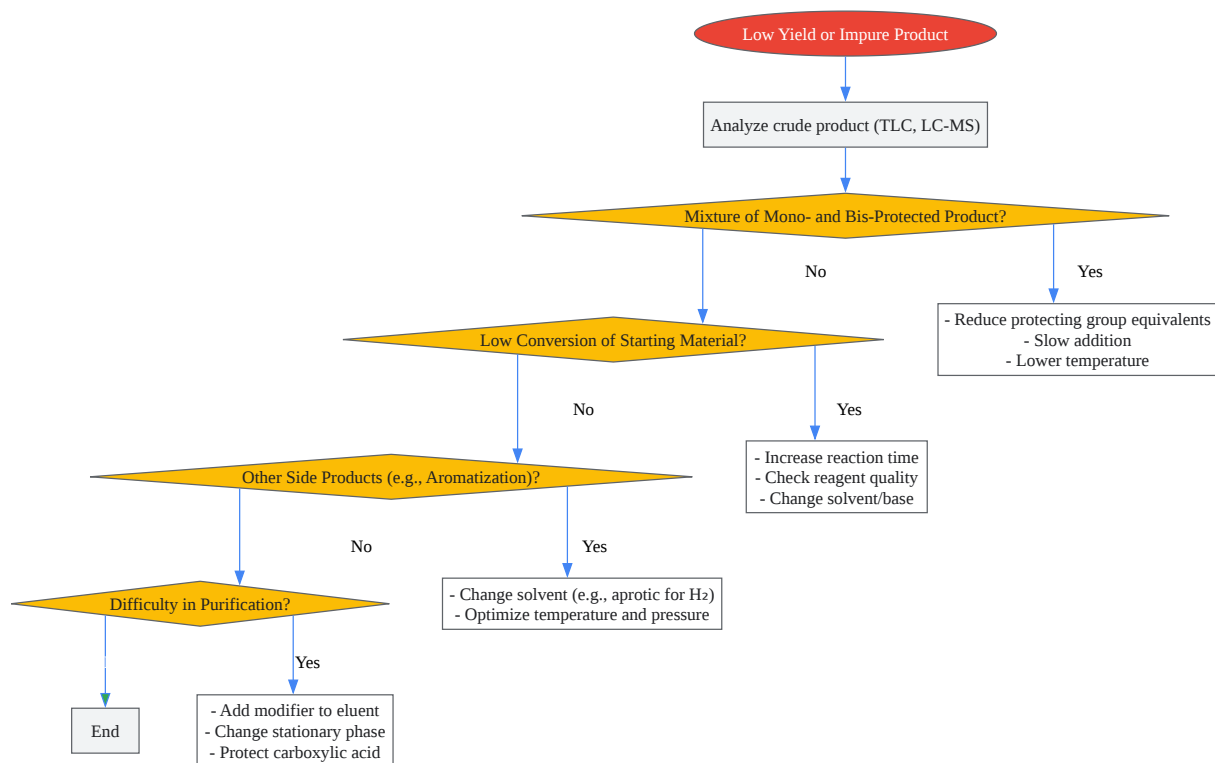 Low Yield or Impure Product
Analyze crude product (TLC, LC-MS)
Mixture of Mono- and Bis-Protected Product?
No
Yes
- Reduce protecting group equivalents
- Slow addition
- Lower temperature
Low Conversion of Starting Material?
No
Yes
- Increase reaction time
- Check reagent quality
- Change solvent/base
Other Side Products (e.g., Aromatization)?
No
Yes
- Change solvent (e.g., aprotic for H₂)
- Optimize temperature and pressure
Difficulty in Purification?
Yes
End
- Add modifier to eluent
- Change stationary phase
- Protect carboxylic acid